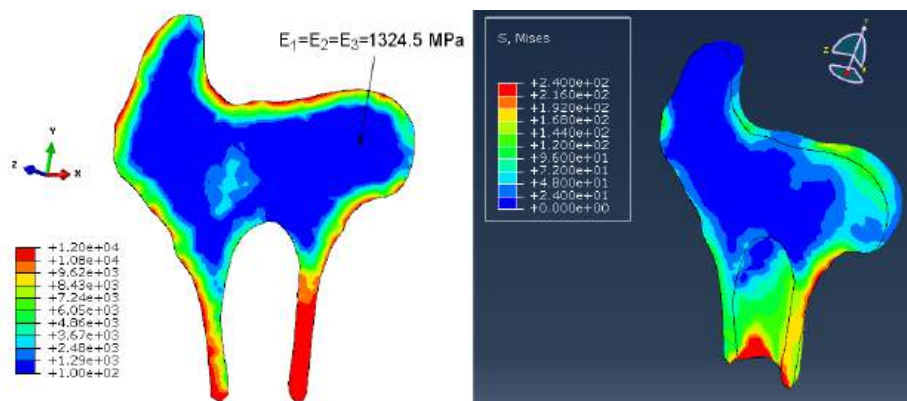 E₁=E₂=E₃=1324.5 MPa
Y
Z
X
+1.20e+04
+1.08e+04
+9.62e+03
+8.43e+03
+7.24e+03
+6.05e+03
+4.86e+03
+3.67e+03
+2.48e+03
+1.29e+03
+1.00e+02
S, Mises
+2.400e+02
+2.160e+02
+1.920e+02
+1.680e+02
+1.440e+02
+1.200e+02
+9.600e+01
+7.200e+01
+4.800e+01
+2.400e+01
+0.000e+00
Y
Z
X